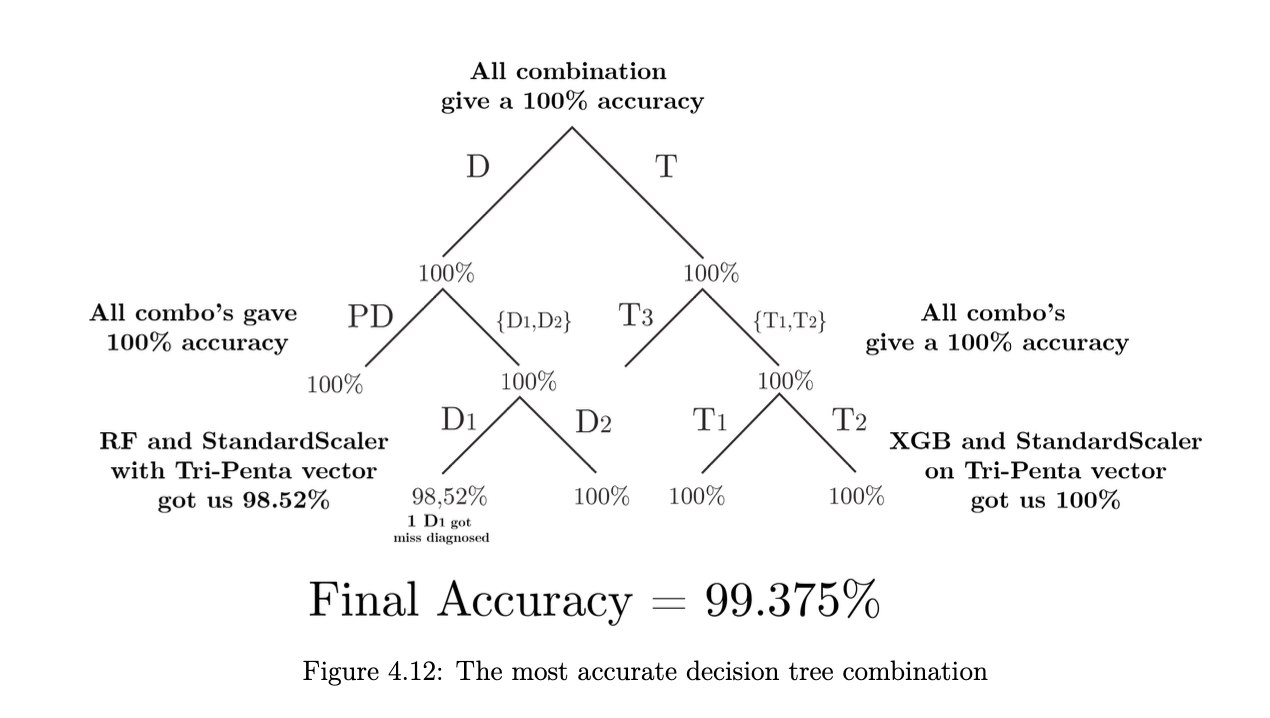 All combination
give a 100% accuracy
D
T
100%
100%
All combo's gave
100% accuracy
PD
{D1,D2}
T3
{T1,T2}
All combo's
give a 100% accuracy
100%
100%
100%
RF and StandardScaler
with Tri-Penta vector
got us 98.52%
D1
D2
T1
T2
XGB and StandardScaler
on Tri-Penta vector
got us 100%
98,52%
1 D1 got
miss diagnosed
100%
100%
100%
Final Accuracy = 99.375%
Figure 4.12: The most accurate decision tree combination